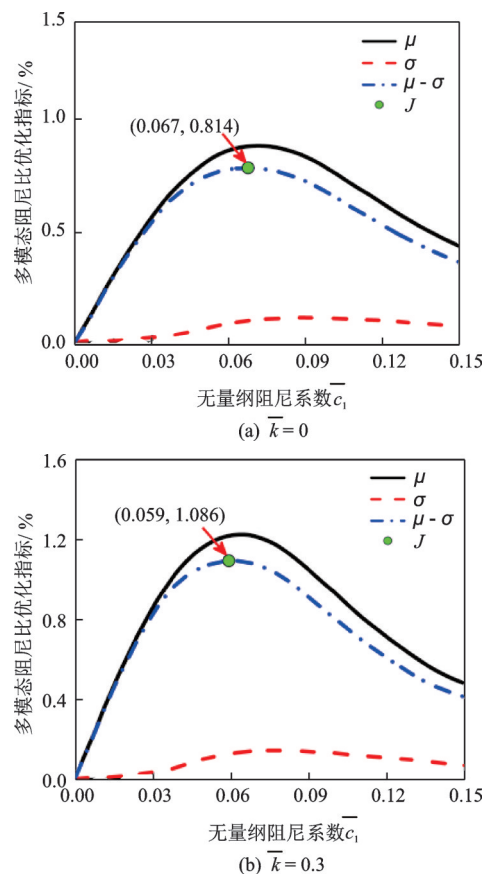 1.5
μ
σ
μ - σ
J
(0.067, 0.814)
1.0
0.5
0.0
多模态阻尼比优化指标/%
0.00 0.03 0.06 0.09 0.12 0.15
无量纲阻尼系数c̅₁
(a) k̅ = 0
1.6
μ
σ
μ - σ
J
(0.059, 1.086)
1.2
0.8
0.4
0.0
多模态阻尼比优化指标/%
0.00 0.03 0.06 0.09 0.12 0.15
无量纲阻尼系数c̅₁
(b) k̅ = 0.3